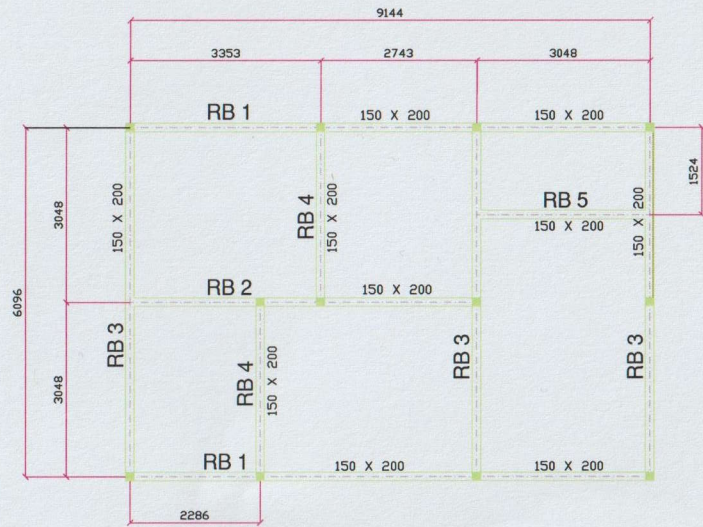 9144
3353 2743 3048
RB 1 150 X 200 150 X 200
150 X 200 3048 RB 4 150 X 200 RB 5 150 X 200 150 X 200 1524
6096
RB 2 150 X 200
RB 3 3048 RB 4 150 X 200 RB 3 RB 3
RB 1 150 X 200 150 X 200
2286